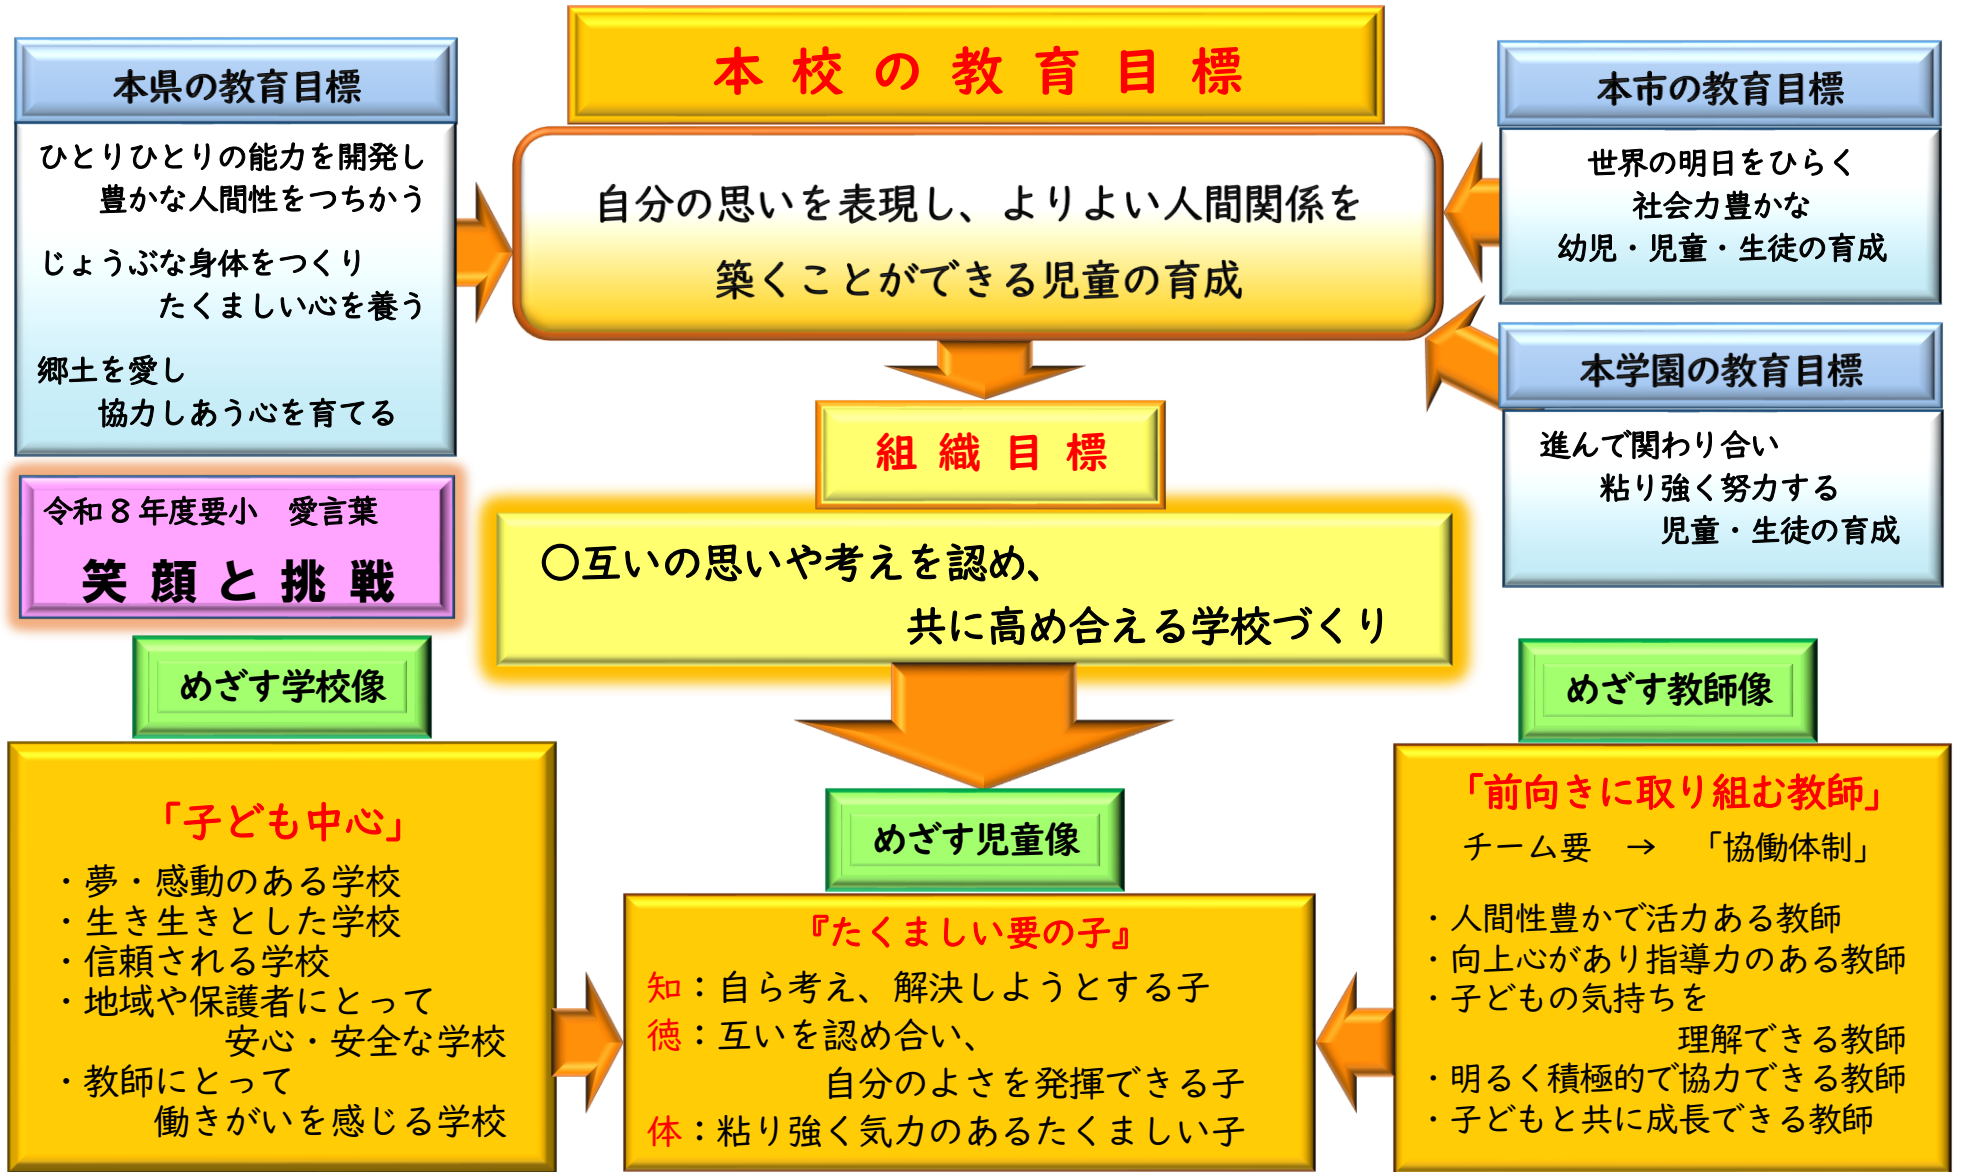 本校の教育目標
自分の思いを表現し、よりよい人間関係を
築くことができる児童の育成
本県の教育目標
ひとりひとりの能力を開発し
豊かな人間性をつちかう
じょうぶな身体をつくり
たくましい心を養う
郷土を愛し
協力しあう心を育てる
本市の教育目標
世界の明日をひらく
社会力豊かな
幼児・児童・生徒の育成
本学園の教育目標
進んで関わり合い
粘り強く努力する
児童・生徒の育成
令和8年度要小　愛言葉
笑顔と挑戦
組織目標
〇互いの思いや考えを認め、
共に高め合える学校づくり
めざす学校像
「子ども中心」
・夢・感動のある学校
・生き生きとした学校
・信頼される学校
・地域や保護者にとって
安心・安全な学校
・教師にとって
働きがいを感じる学校
めざす児童像
『たくましい要の子』
知：自ら考え、解決しようとする子
徳：互いを認め合い、
自分のよさを発揮できる子
体：粘り強く気力のあるたくましい子
めざす教師像
「前向きに取り組む教師」
チーム要　→　「協働体制」
・人間性豊かで活力ある教師
・向上心があり指導力のある教師
・子どもの気持ちを
理解できる教師
・明るく積極的で協力できる教師
・子どもと共に成長できる教師